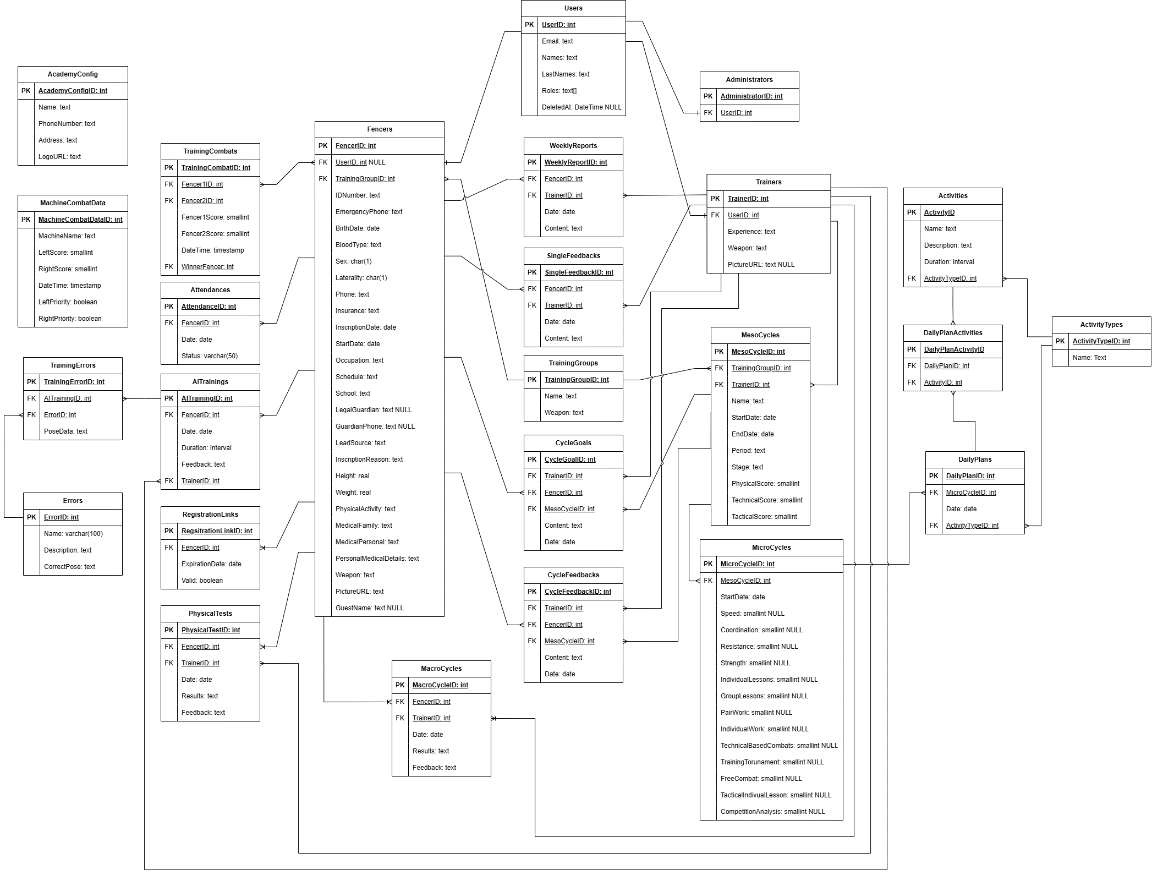 Users
PK UserID: int
Email: text
Names: text
LastNames: text
Roles: text[]
DeletedAt: DateTime NULL
AcademyConfig
PK AcademyConfigID: int
Name: text
PhoneNumber: text
Address: text
LogoURL: text
Administrators
PK AdministratorID: int
FK UserID: int
Fencers
PK FencerID: int
FK UserID: int NULL
FK TrainingGroupID: int
IDNumber: text
EmergencyPhone: text
BirthDate: date
BloodType: text
Sex: char(1)
Laterality: char(1)
Phone: text
Insurance: text
InscriptionDate: date
StartDate: date
Occupation: text
Schedule: text
School: text
LegalGuardian: text NULL
GuardianPhone: text NULL
LeadSource: text
InscriptionReason: text
Height: real
Weight: real
PhysicalActivity: text
MedicalFamily: text
MedicalPersonal: text
PersonalMedicalDetails: text
Weapon: text
PictureURL: text
GuestName: text NULL
TrainingCombats
PK TrainingCombatID: int
FK Fencer1ID: int
FK Fencer2ID: int
Fencer1Score: smallint
Fencer2Score: smallint
DateTime: timestamp
FK WinnerFencer: int
WeeklyReports
PK WeeklyReportID: int
FK FencerID: int
FK TrainerID: int
Date: date
Content: text
Trainers
PK TrainerID: int
FK UserID: int
Experience: text
Weapon: text
PictureURL: text NULL
Activities
PK ActivityID
Name: text
Description: text
Duration: interval
FK ActivityTypeID: int
MachineCombatData
PK MachineCombatDataID: int
MachineName: text
LeftScore: smallint
RightScore: smallint
DateTime: timestamp
LeftPriority: boolean
RightPriority: boolean
SingleFeedbacks
PK SingleFeedbackID: int
FK FencerID: int
FK TrainerID: int
Date: date
Content: text
Attendances
PK AttendanceID: int
FK FencerID: int
Date: date
Status: varchar(50)
ActivityTypes
PK ActivityTypeID: int
Name: Text
DailyPlanActivities
PK DailyPlanActivityID
FK DailyPlanID: int
FK ActivityID: int
MesoCycles
PK MesoCycleID: int
FK TrainingGroupID: int
FK TrainerID: int
Name: text
StartDate: date
EndDate: date
Period: text
Stage: text
PhysicalScore: smallint
TechnicalScore: smallint
TacticalScore: smallint
TrainingErrors
PK TrainingErrorID: int
FK AITrainingID: int
FK ErrorID: int
PoseData: text
TrainingGroups
PK TrainingGroupID: int
Name: text
Weapon: text
AITrainings
PK AITrainingID: int
FK FencerID: int
Date: date
Duration: interval
Feedback: text
FK TrainerID: int
CycleGoals
PK CycleGoalID: int
FK TrainerID: int
FK FencerID: int
FK MesoCycleID: int
Content: text
Date: date
DailyPlans
PK DailyPlanID: int
FK MicroCycleID: int
Date: date
FK ActivityTypeID: int
Errors
PK ErrorID: int
Name: varchar(100)
Description: text
CorrectPose: text
RegistrationLinks
PK RegsitrationLinkID: int
FK FencerID: int
ExpirationDate: date
Valid: boolean
MicroCycles
PK MicroCycleID: int
FK MesoCycleID: int
StartDate: date
Speed: smallint NULL
Coordination: smallint NULL
Resistance: smallint NULL
Strength: smallint NULL
IndividualLessons: smallint NULL
GroupLessons: smallint NULL
PairWork: smallint NULL
IndividualWork: smallint NULL
TechnicalBasedCombats: smallint NULL
TrainingTorunament: smallint NULL
FreeCombat: smallint NULL
TacticalIndivualLesson: smallint NULL
CompetitionAnalysis: smallint NULL
CycleFeedbacks
PK CycleFeedbackID: int
FK TrainerID: int
FK FencerID: int
FK MesoCycleID: int
Content: text
Date: date
PhysicalTests
PK PhysicalTestID: int
FK FencerID: int
FK TrainerID: int
Date: date
Results: text
Feedback: text
MacroCycles
PK MacroCycleID: int
FK FencerID: int
FK TrainerID: int
Date: date
Results: text
Feedback: text